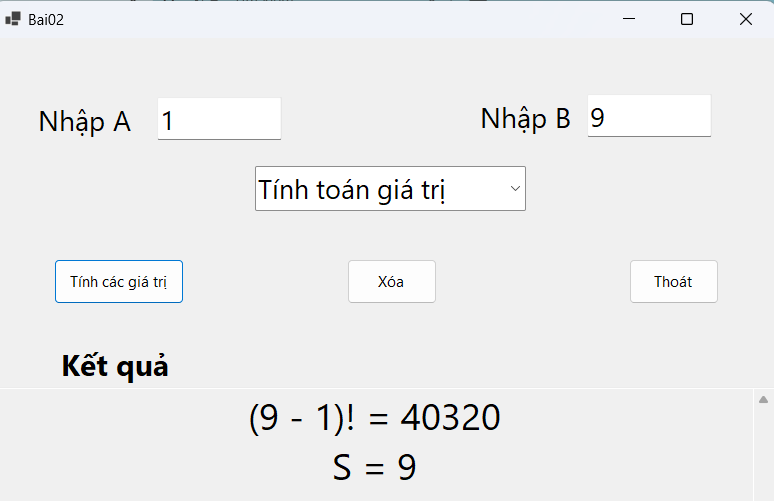 Bai02
Nhập A 1 Nhập B 9
Tính toán giá trị
Tính các giá trị Xóa Thoát
Kết quả
(9 - 1)! = 40320
S = 9